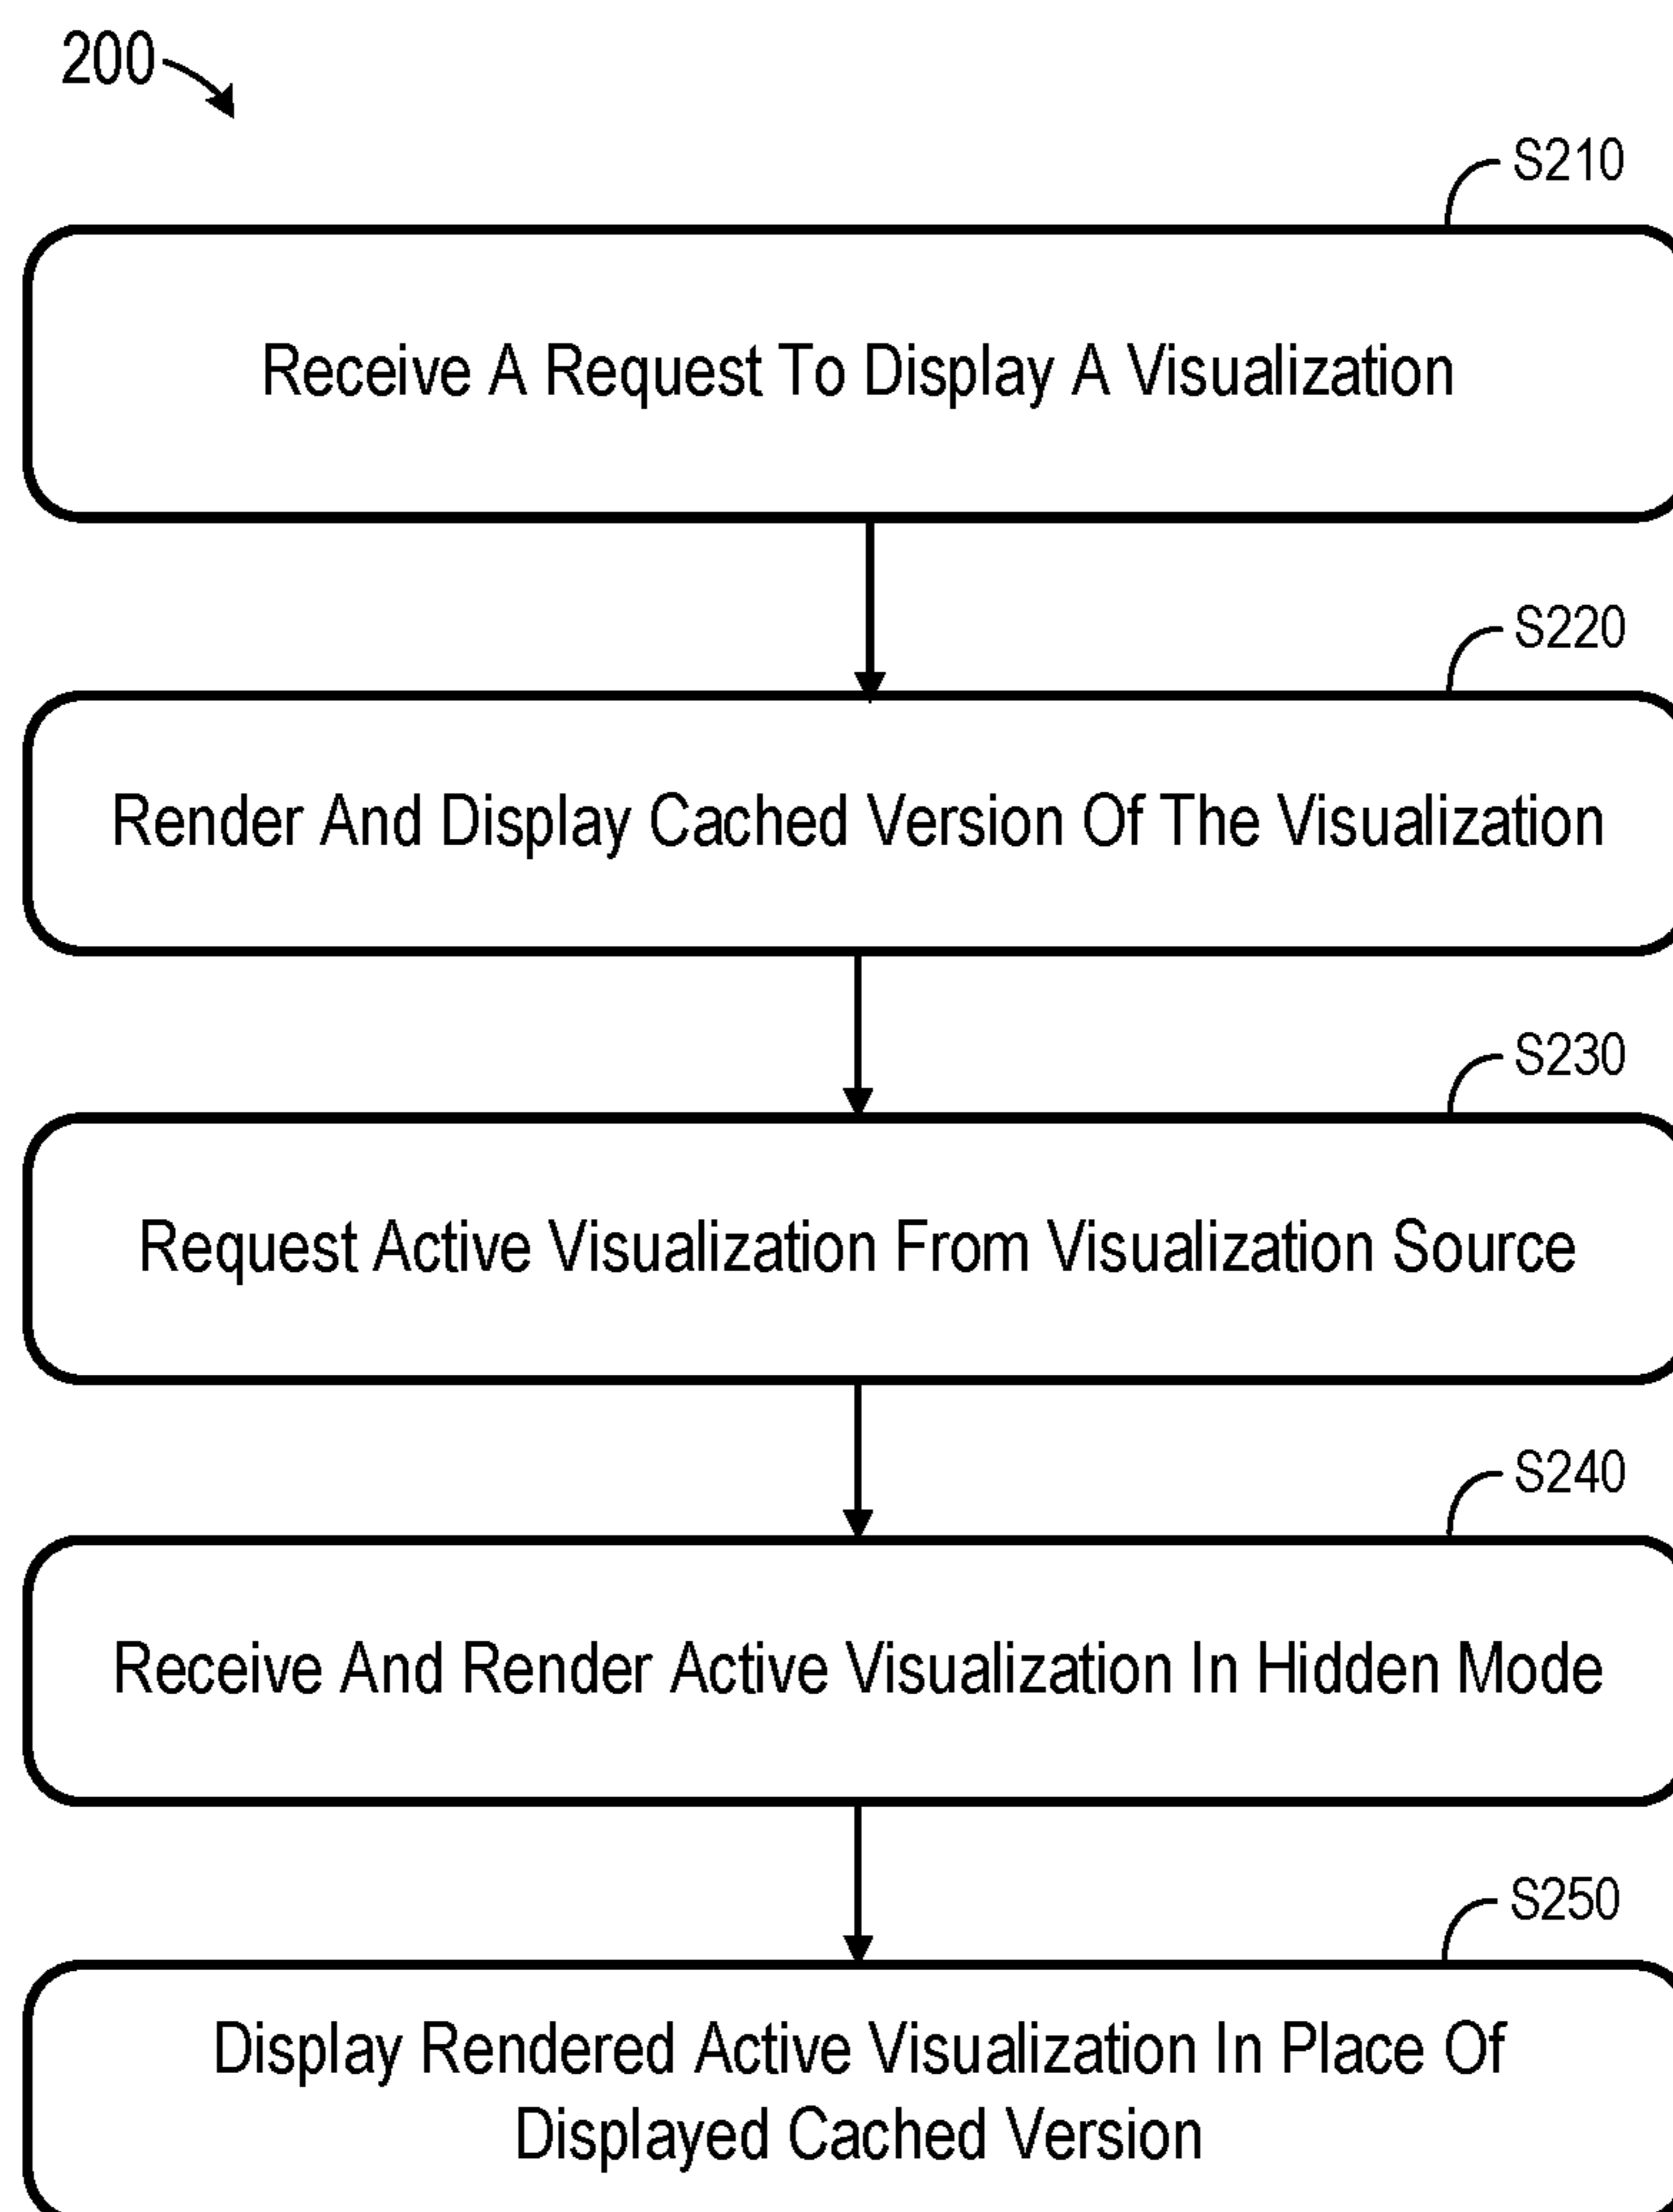 200
S210
Receive A Request To Display A Visualization
S220
Render And Display Cached Version Of The Visualization
S230
Request Active Visualization From Visualization Source
S240
Receive And Render Active Visualization In Hidden Mode
S250
Display Rendered Active Visualization In Place Of
Displayed Cached Version